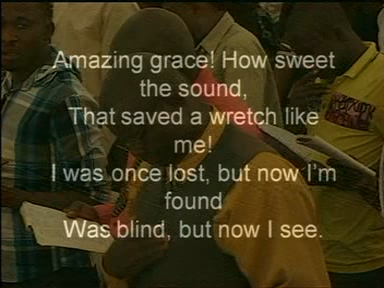 Amazing grace! How sweet
the sound,
That saved a wretch like
me!
I was once lost, but now I'm
found
Was blind, but now I see.